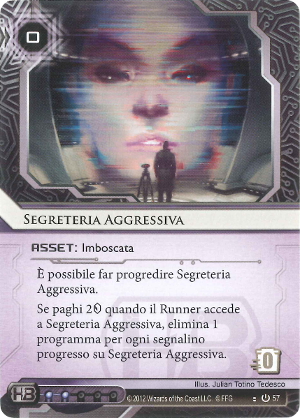 0
SEGRETERIA AGGRESSIVA
ASSET: Imboscata
È possibile far progredire Segreteria
Aggressiva.
Se paghi 2 quando il Runner accede
a Segreteria Aggressiva, elimina 1
programma per ogni segnalino
progresso su Segreteria Aggressiva.
0
Illus. Julian Totino Tedesco
HB
©2012 Wizards of the Coast LLC. © FFG
57